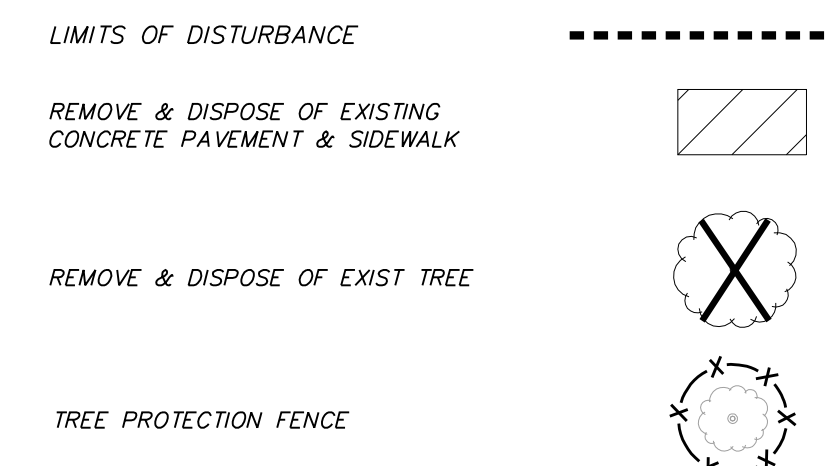 LIMITS OF DISTURBANCE
REMOVE & DISPOSE OF EXISTING
CONCRETE PAVEMENT & SIDEWALK
REMOVE & DISPOSE OF EXIST TREE
TREE PROTECTION FENCE